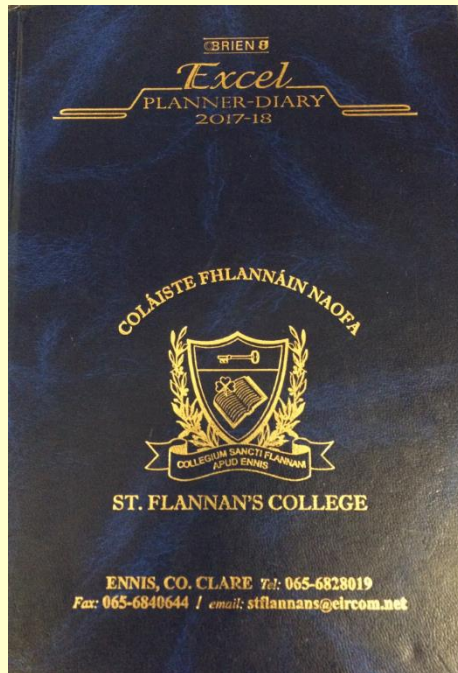 BRIEN
Excel
PLANNER-DIARY
2017-18
COLÁISTE FHLANNÁIN NAOFA
COLLEGIUM SANCTI FLANNANI
APUD ENNIS
ST. FLANNAN'S COLLEGE
ENNIS, CO. CLARE Tel: 065-6828019
Fax: 065-6840644 / email: stflannans@eircom.net